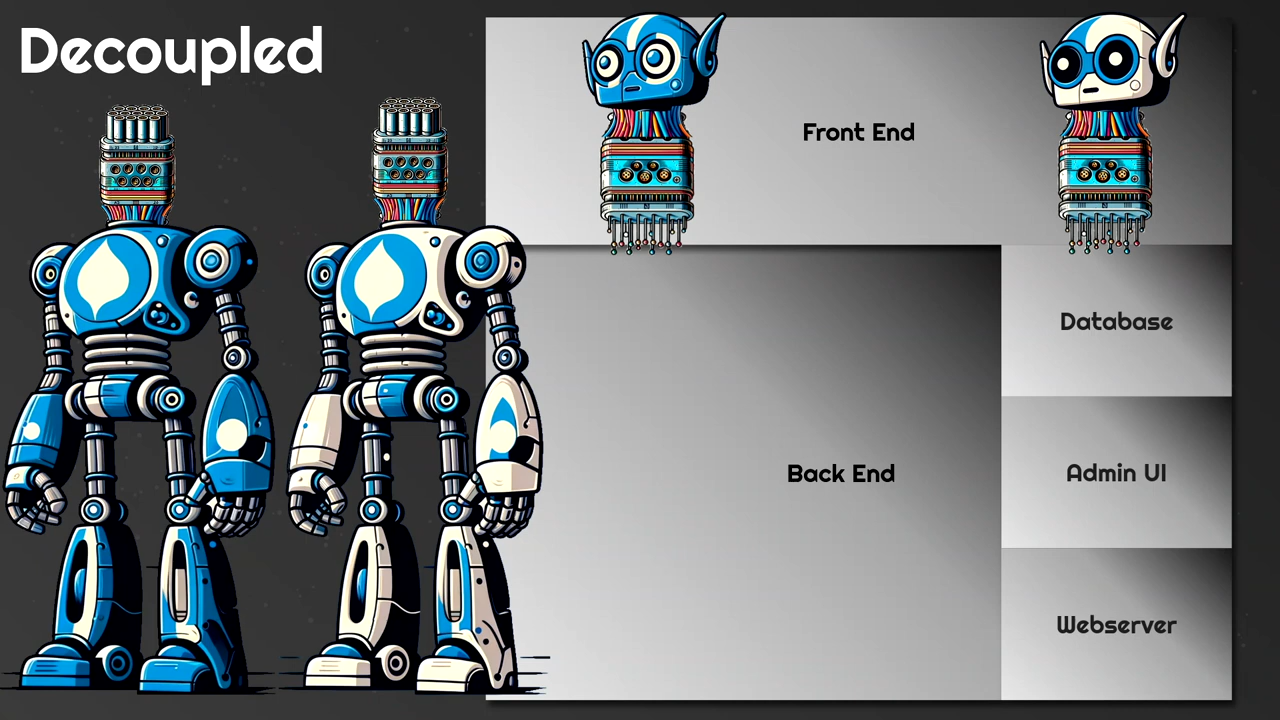 Decoupled
Front End
Database
Back End
Admin UI
Webserver